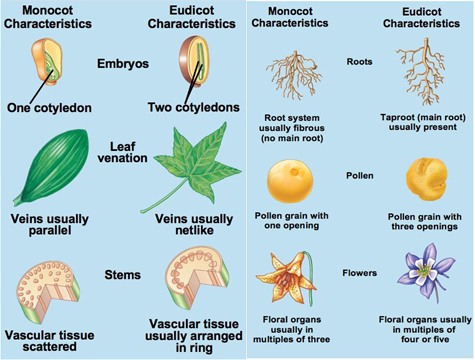 Monocot
Characteristics
Eudicot
Characteristics
Embryos
One cotyledon
Two cotyledons
Leaf
venation
Veins usually
parallel
Veins usually
netlike
Stems
Vascular tissue
scattered
Vascular tissue
usually arranged
in ring
Monocot
Characteristics
Eudicot
Characteristics
Roots
Root system
usually fibrous
(no main root)
Taproot (main root)
usually present
Pollen
Pollen grain with
one opening
Pollen grain with
three openings
Flowers
Floral organs
usually in
multiples of three
Floral organs usually
in multiples of
four or five